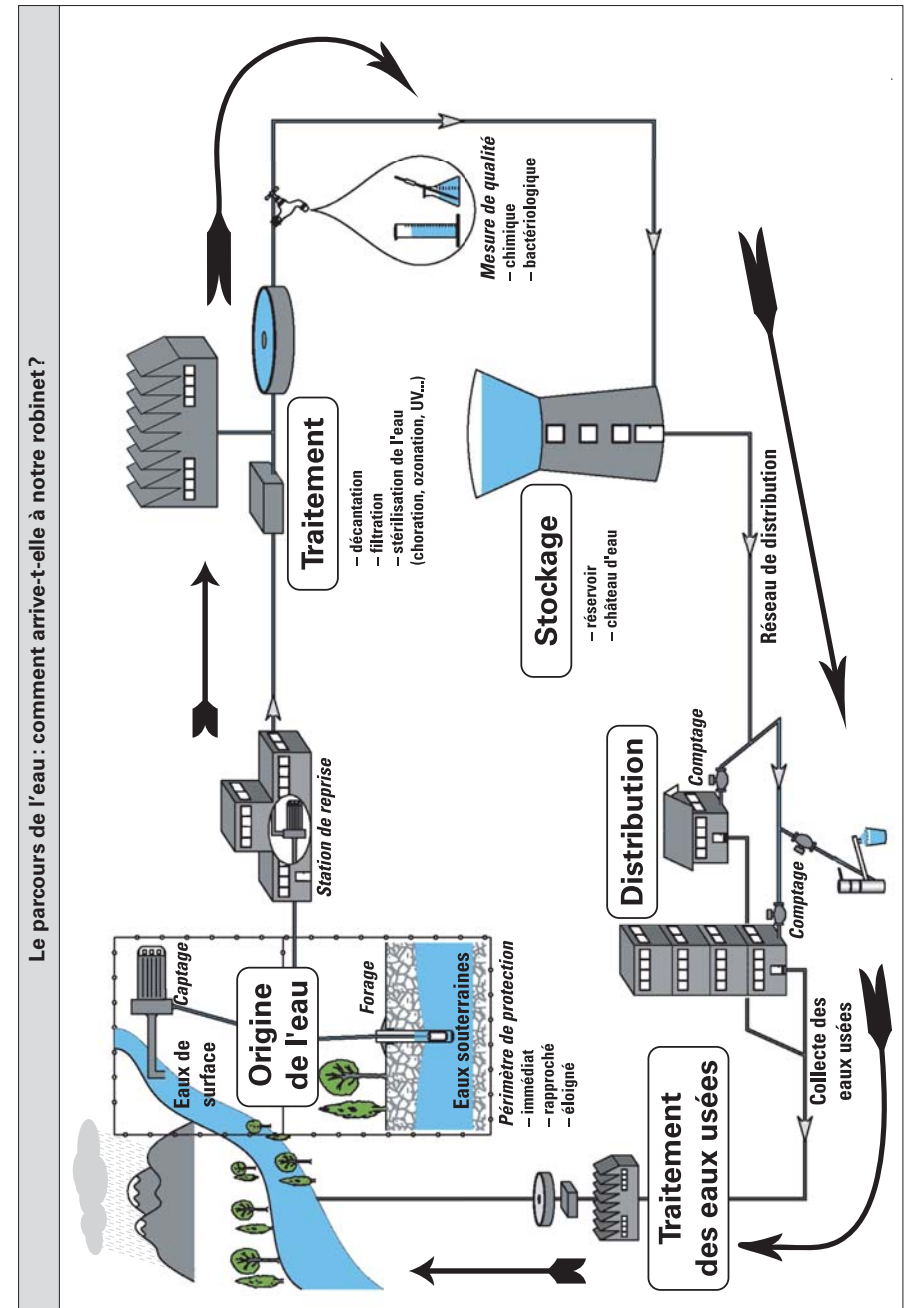 Le parcours de l'eau : comment arrive-t-elle à notre robinet ?
Eaux de
surface
Captage
Origine
de l'eau
Forage
Eaux souterraines
Périmètre de protection
– immédiat
– rapproché
– éloigné
Station de reprise
Traitement
– décantation
– filtration
– stérilisation de l'eau
(choration, ozonation, UV...)
Mesure de qualité
– chimique
– bactériologique
Stockage
– réservoir
– château d'eau
Réseau de distribution
Distribution
Comptage
Comptage
Collecte des
eaux usées
Traitement
des eaux usées